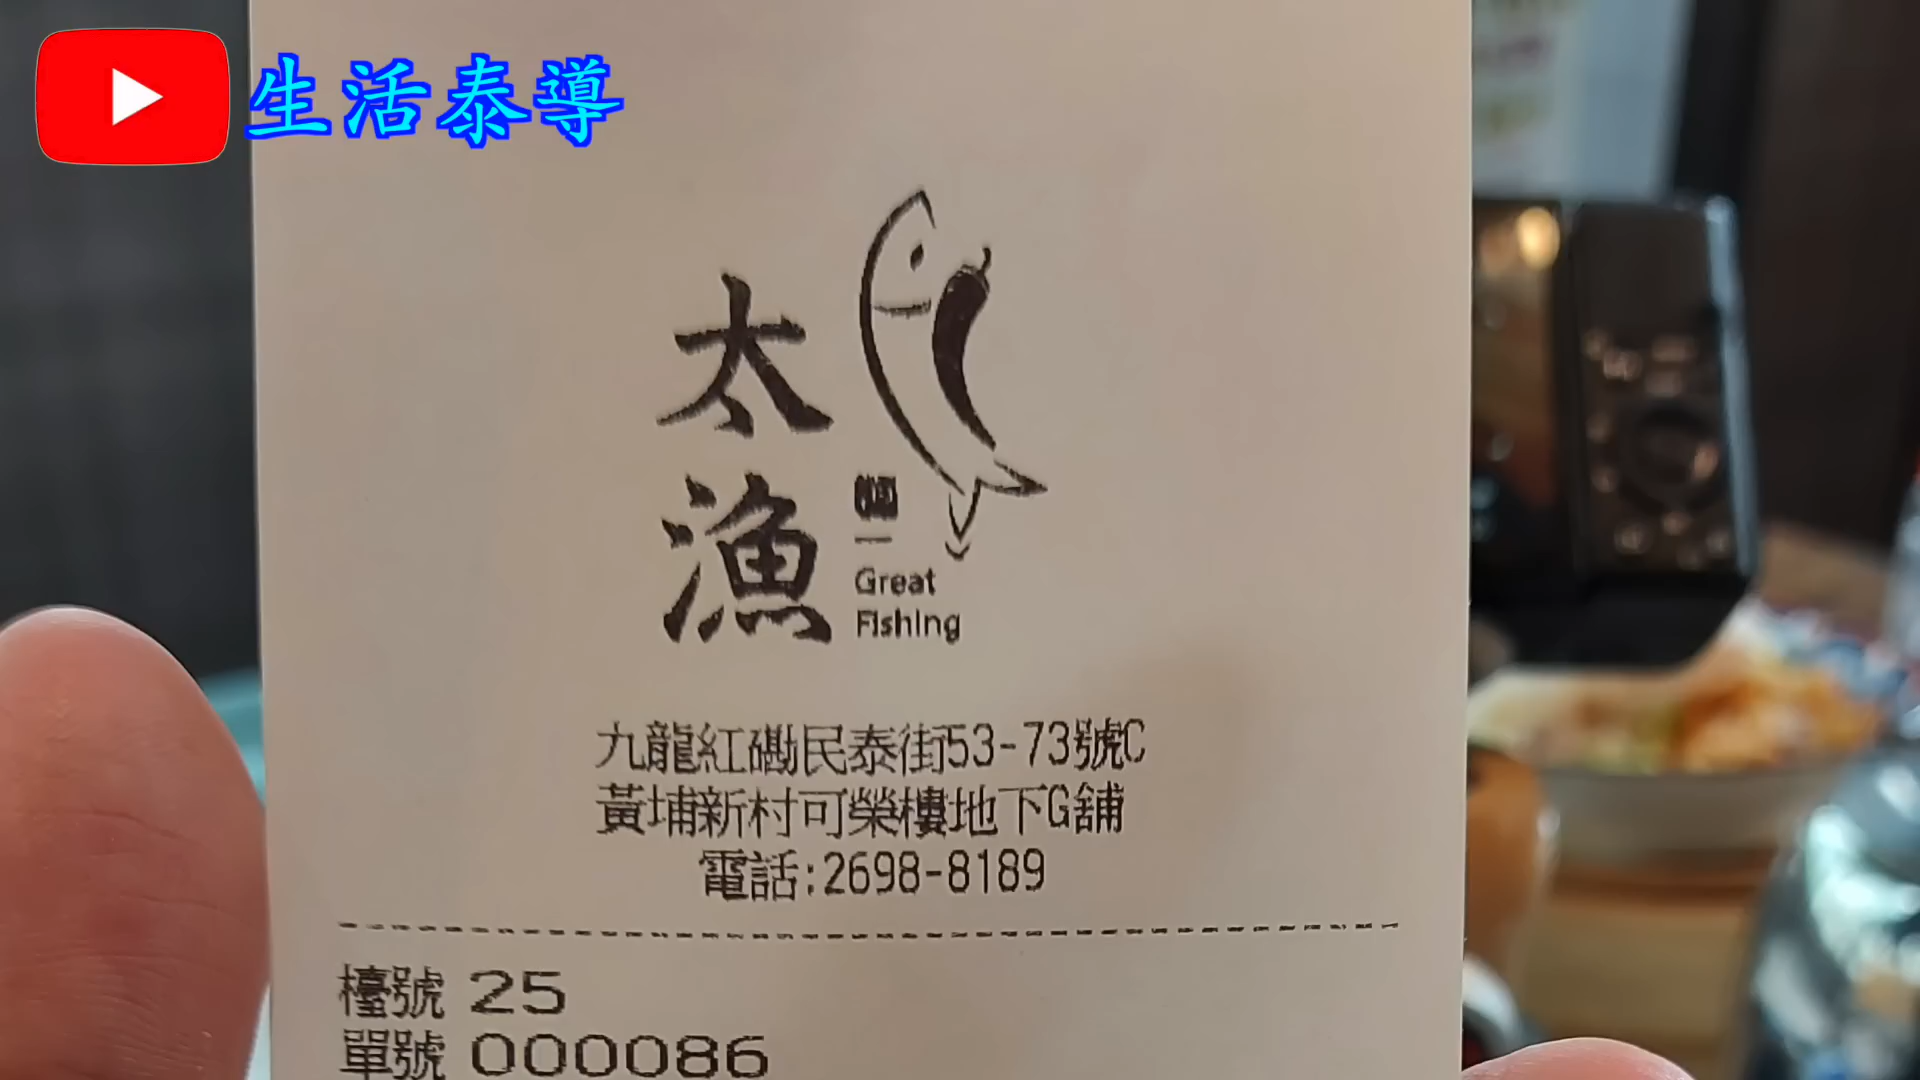 生活泰導
太漁
Great
Fishing
九龍紅磡民泰街53-73號C
黃埔新村可榮樓地下G舖
電話:2698-8189
檯號 25
單號 000086